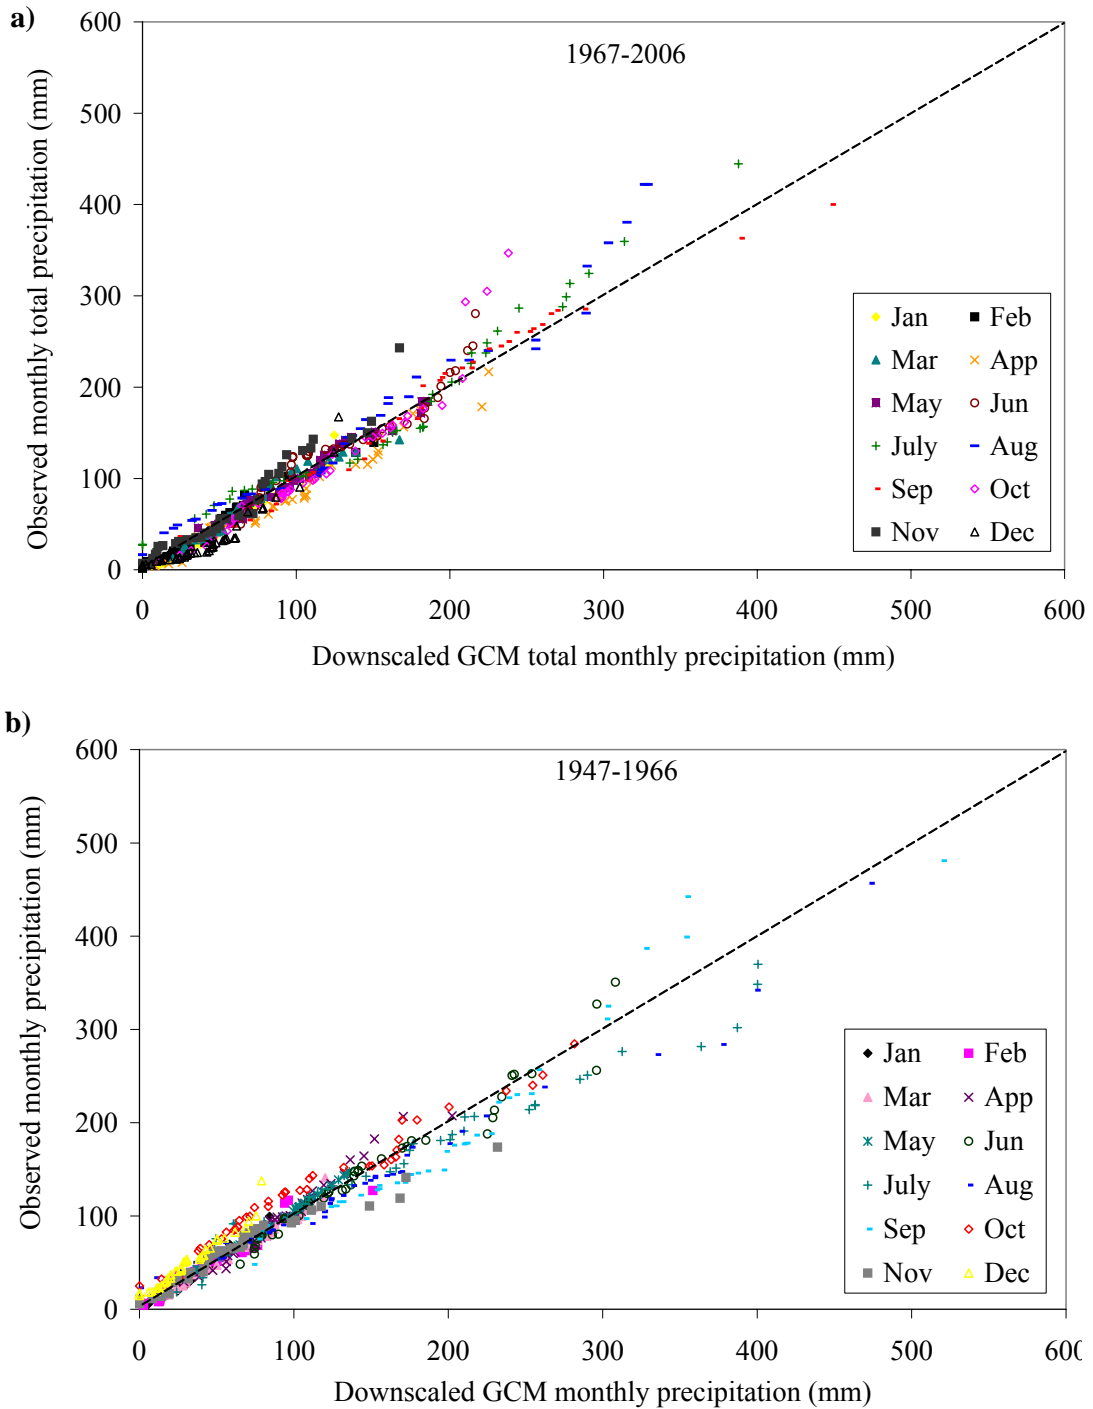 a)
600
500
400
300
200
100
0
Observed monthly total precipitation (mm)
1967-2006
Jan Feb
Mar App
May Jun
July Aug
Sep Oct
Nov Dec
0 100 200 300 400 500 600
Downscaled GCM total monthly precipitation (mm)
b)
600
500
400
300
200
100
0
Observed monthly precipitation (mm)
1947-1966
Jan Feb
Mar App
May Jun
July Aug
Sep Oct
Nov Dec
0 100 200 300 400 500 600
Downscaled GCM monthly precipitation (mm)